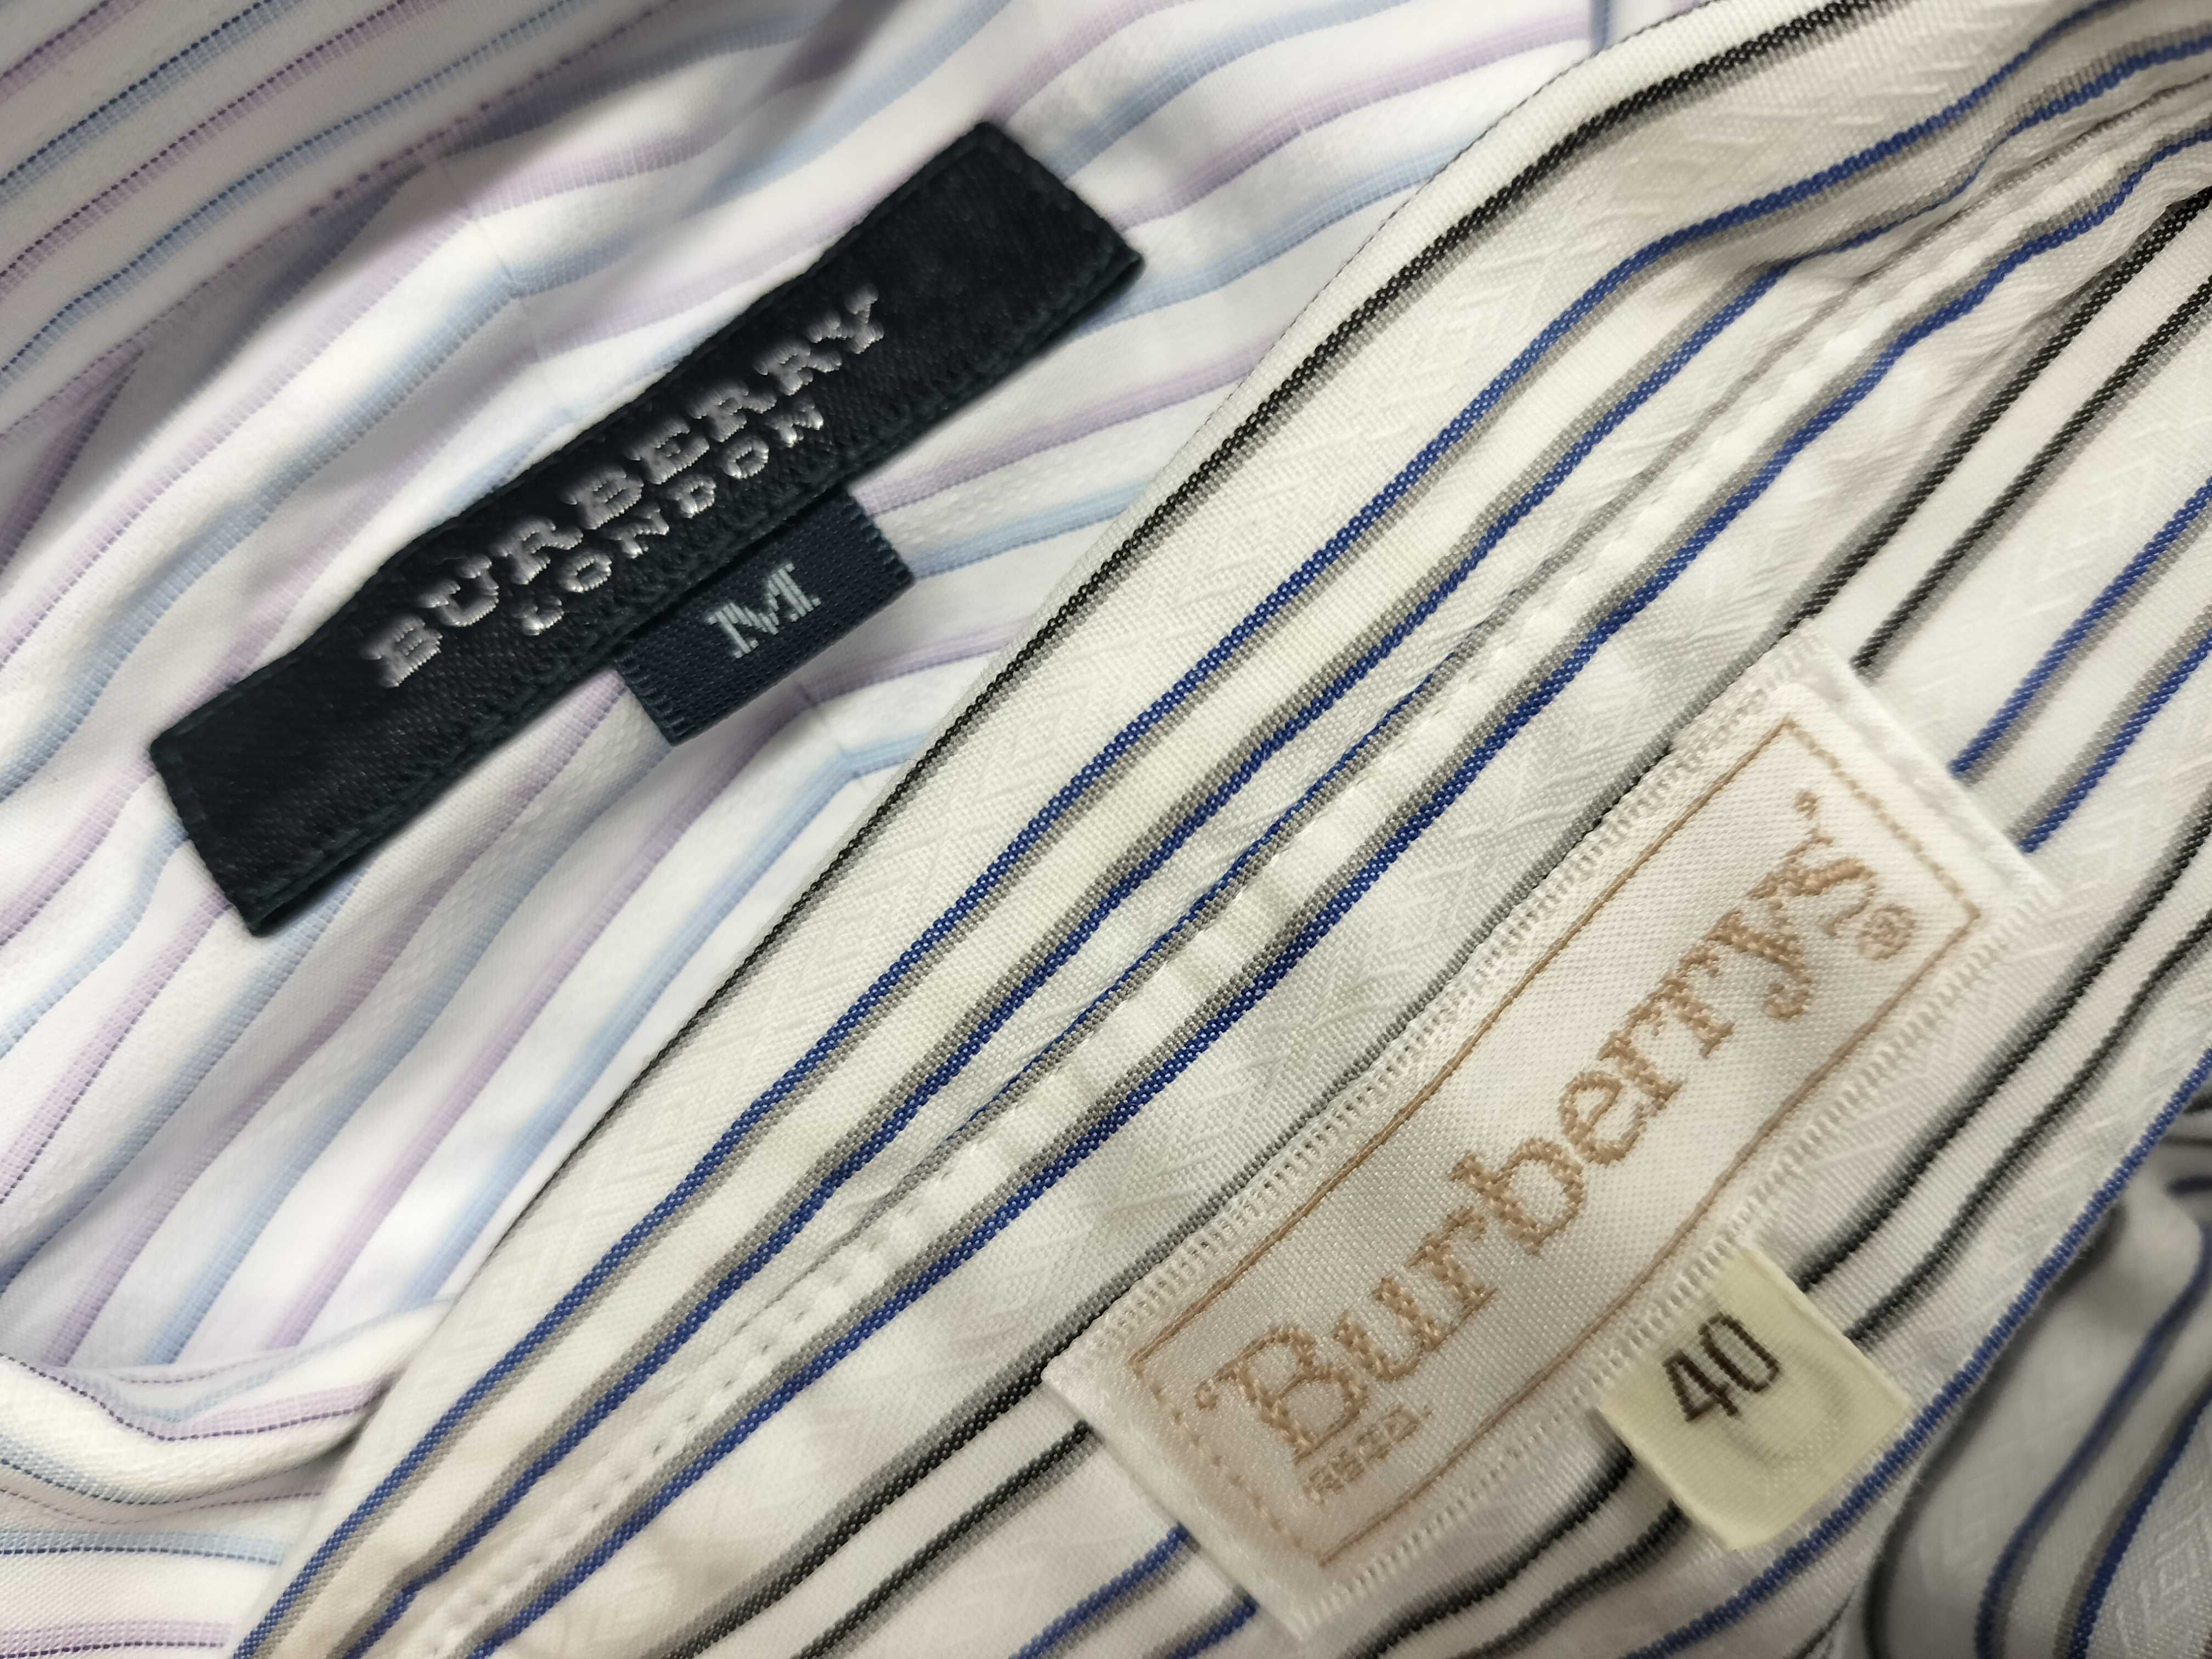 BURBERRY
LONDON
M
"Burberrys"
REGD. ®
40